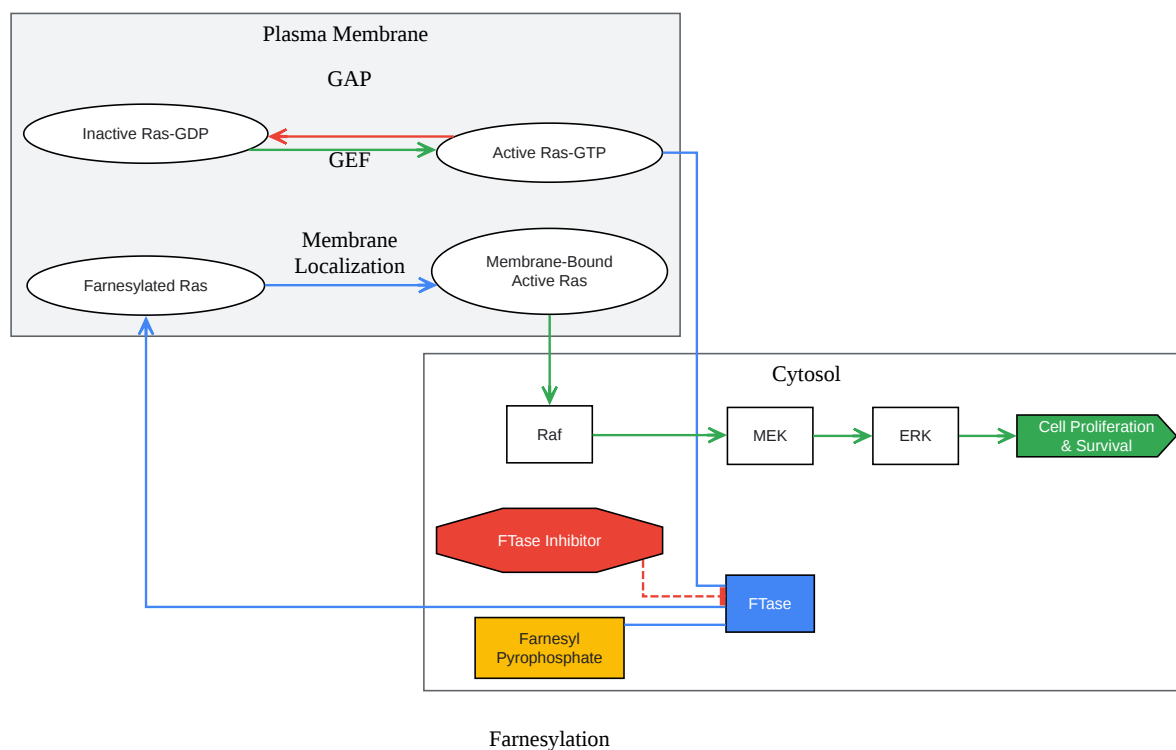 Plasma Membrane
GAP
Inactive Ras-GDP
Active Ras-GTP
GEF
Membrane
Localization
Farnesylated Ras
Membrane-Bound
Active Ras
Cytosol
Raf
MEK
ERK
Cell Proliferation
& Survival
FTase Inhibitor
FTase
Farnesyl
Pyrophosphate
Farnesylation